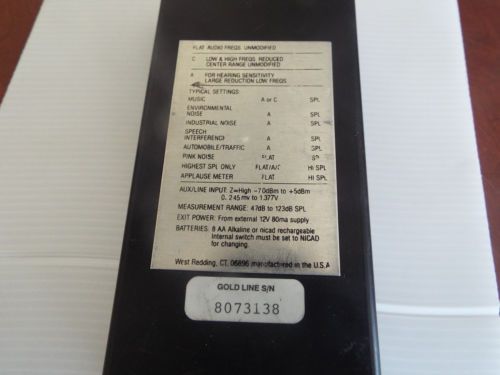 FLAT AUDIO FREQS. UNMODIFIED
C LOW & HIGH FREQS REDUCED
CENTER RANGE UNMODIFIED
A FOR HEARING SENSITIVITY
LARGE REDUCTION LOW FREQS
TYPICAL SETTINGS:
MUSIC A or C SPL
ENVIRONMENTAL
NOISE A SPL
INDUSTRIAL NOISE A SPL
SPEECH
INTERFERENCE A SPL
AUTOMOBILE/TRAFFIC A SPL
PINK NOISE FLAT SPL
HIGHEST SPL ONLY FLAT/A/C HI SPL
APPLAUSE METER FLAT HI SPL
AUX/LINE INPUT: Z=High -70dBm to +5dBm
0.245mv to 1.377V
MEASUREMENT RANGE: 47dB to 123dB SPL
EXIT POWER: From external 12V 80ma supply
BATTERIES: 8 AA Alkaline or nicad rechargeable
Internal switch must be set to NICAD
for changing.
West Redding, CT. 06896 manufactured in the U.S.A
GOLD LINE S/N
8073138